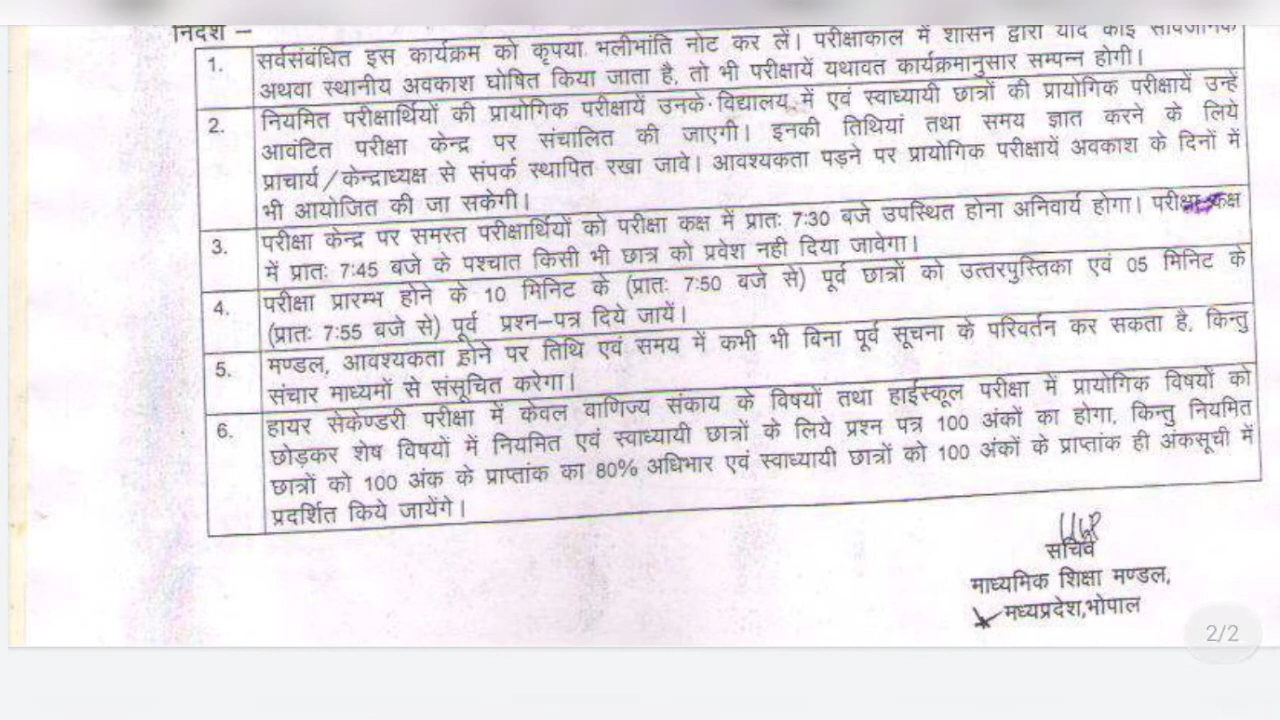 निर्देश —
1. सर्वसंबंधित इस कार्यक्रम को कृपया भलीभांति नोट कर लें। परीक्षाकाल में शासन द्वारा यदि कोई सार्वजनिक
अथवा स्थानीय अवकाश घोषित किया जाता है, तो भी परीक्षायें यथावत कार्यक्रमानुसार सम्पन्न होगी।
2. नियमित परीक्षार्थियों की प्रायोगिक परीक्षायें उनके विद्यालय में एवं स्वाध्यायी छात्रों की प्रायोगिक परीक्षायें उन्हें
आवंटित परीक्षा केन्द्र पर संचालित की जाएगी। इनकी तिथियां तथा समय ज्ञात करने के लिये
प्राचार्य/केन्द्राध्यक्ष से संपर्क स्थापित रखा जावे। आवश्यकता पड़ने पर प्रायोगिक परीक्षायें अवकाश के दिनों में
भी आयोजित की जा सकेगी।
3. परीक्षा केन्द्र पर समस्त परीक्षार्थियों को परीक्षा कक्ष में प्रातः 7:30 बजे उपस्थित होना अनिवार्य होगा। परीक्षा कक्ष
में प्रातः 7:45 बजे के पश्चात किसी भी छात्र को प्रवेश नही दिया जावेगा।
4. परीक्षा प्रारम्भ होने के 10 मिनिट के (प्रातः 7:50 बजे से) पूर्व छात्रों को उत्तरपुस्तिका एवं 05 मिनिट के
(प्रातः 7:55 बजे से) पूर्व प्रश्न–पत्र दिये जायें।
5. मण्डल, आवश्यकता होने पर तिथि एवं समय में कभी भी बिना पूर्व सूचना के परिवर्तन कर सकता है, किन्तु
संचार माध्यमों से संसूचित करेगा।
6. हायर सेकेण्डरी परीक्षा में केवल वाणिज्य संकाय के विषयों तथा हाईस्कूल परीक्षा में प्रायोगिक विषयों को
छोड़कर शेष विषयों में नियमित एवं स्वाध्यायी छात्रों के लिये प्रश्न पत्र 100 अंकों का होगा, किन्तु नियमित
छात्रों को 100 अंक के प्राप्तांक का 80% अधिभार एवं स्वाध्यायी छात्रों को 100 अंकों के प्राप्तांक ही अंकसूची में
प्रदर्शित किये जायेंगे।
सचिव
माध्यमिक शिक्षा मण्डल,
मध्यप्रदेश,भोपाल
2/2